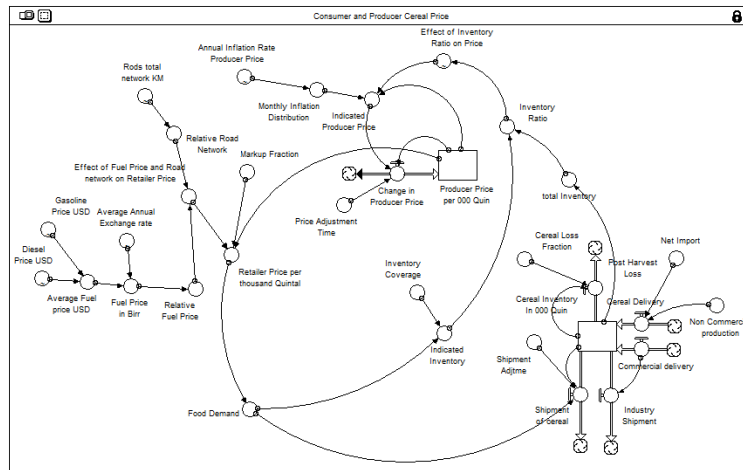 Consumer and Producer Cereal Price
Effect of Inventory
Ratio on Price
Annual Inflation Rate
Producer Price
Rods total
network KM
Monthly Inflation
Distribution
Indicated
Producer Price
Inventory
Ratio
Relative Road
Network
Effect of Fuel Price and Road
network on Retailer Price
Markup Fraction
Change in
Producer Price
Producer Price
per 000 Quin
total Inventory
Gasoline
Price USD
Average Annual
Exchange rate
Price Adjustment
Time
Diesel
Price USD
Cereal Loss
Fraction
Net Import
Retailer Price per
thousand Quintal
Inventory
Coverage
Post Harvest
Loss
Average Fuel
price USD
Fuel Price
in Birr
Relative
Fuel Price
Cereal Inventory
In 000 Quin
Cereal Delivery
Non Commerc
production
Indicated
Inventory
Shipment
Adjtme
Commercial delivery
Food Demand
Shipment
of cereal
Industry
Shipment